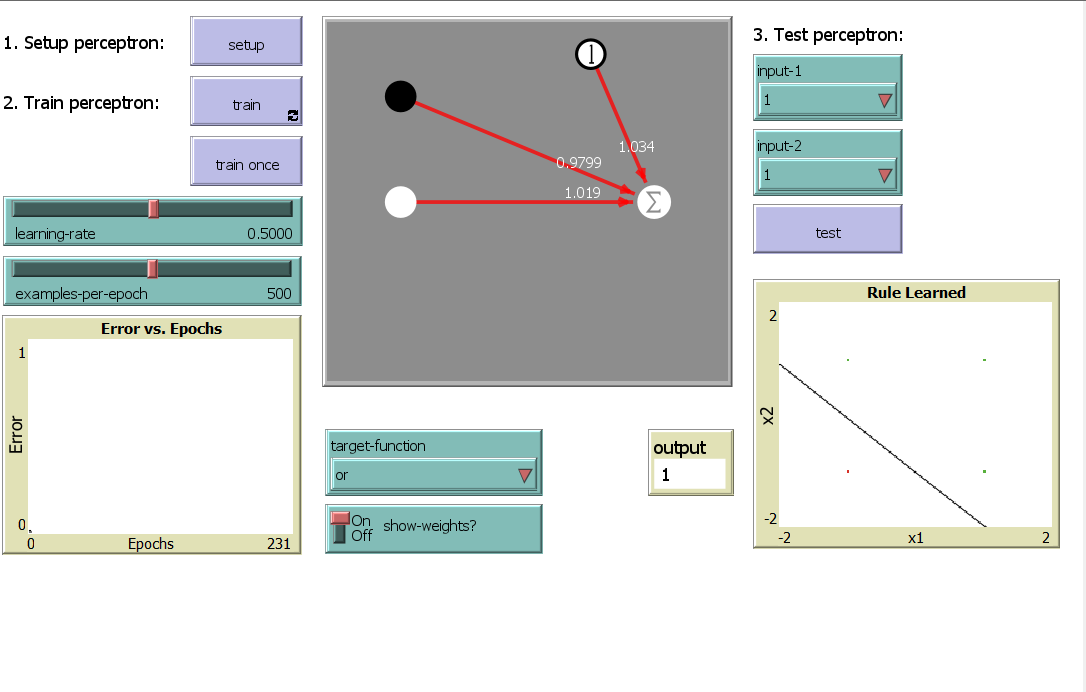 1. Setup perceptron:
setup
2. Train perceptron:
train
train once
learning-rate 0.5000
examples-per-epoch 500
Error vs. Epochs
1
Error
0
0 Epochs 231
1
1.034
0.9799
1.019
Σ
target-function
or
On
Off
show-weights?
output
1
3. Test perceptron:
input-1
1
input-2
1
test
Rule Learned
2
x2
-2
-2 x1 2